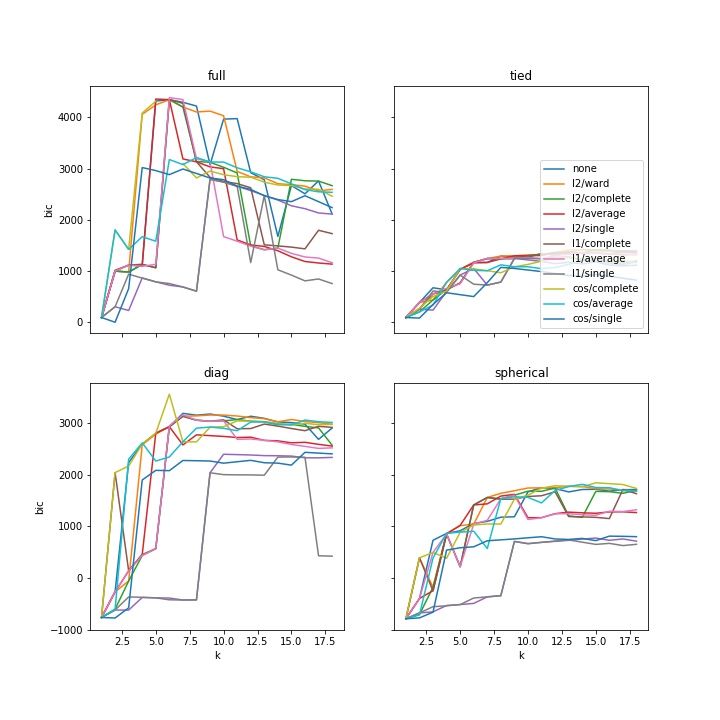 full
tied
bic
4000
3000
2000
1000
0
none
l2/ward
l2/complete
l2/average
l2/single
l1/complete
l1/average
l1/single
cos/complete
cos/average
cos/single
diag
spherical
bic
3000
2000
1000
0
−1000
2.5 5.0 7.5 10.0 12.5 15.0 17.5
2.5 5.0 7.5 10.0 12.5 15.0 17.5
k
k